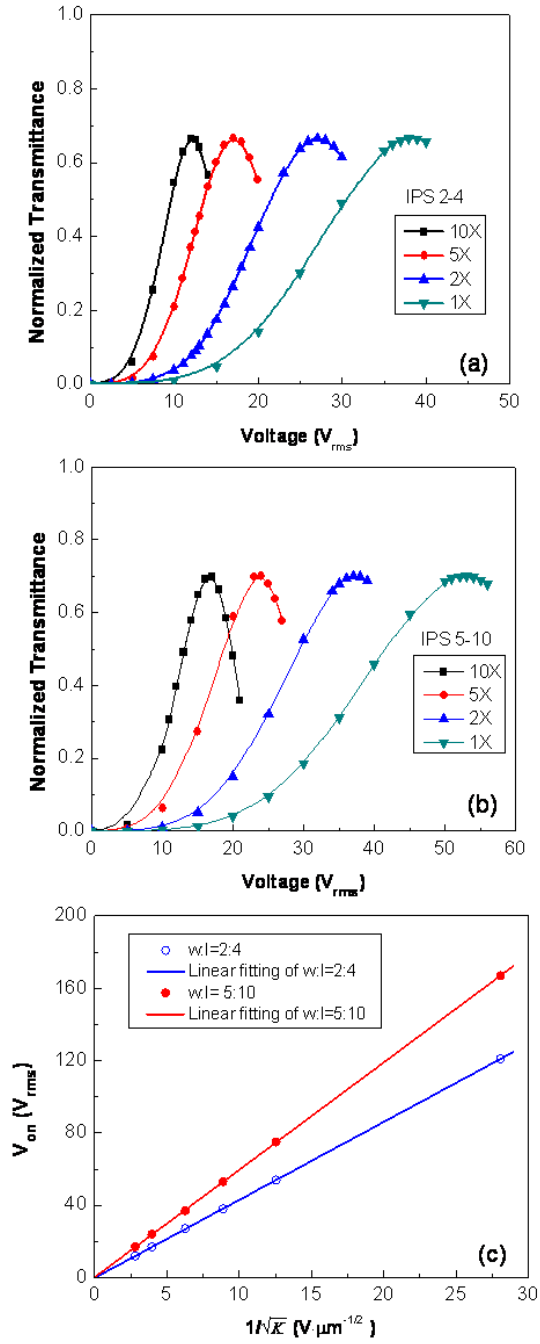 1.0
0.8
0.6
0.4
0.2
0.0
Normalized Transmittance
IPS 2-4
10X
5X
2X
1X
(a)
0 10 20 30 40 50
Voltage (Vrms)
1.0
0.8
0.6
0.4
0.2
0.0
Normalized Transmittance
IPS 5-10
10X
5X
2X
1X
(b)
0 10 20 30 40 50 60
Voltage (Vrms)
200
160
120
80
40
0
Von (Vrms)
w:l=2:4
Linear fitting of w:l=2:4
w:l= 5:10
Linear fitting of w:l=5:10
(c)
0 5 10 15 20 25 30
1/√K (V·μm-1/2)